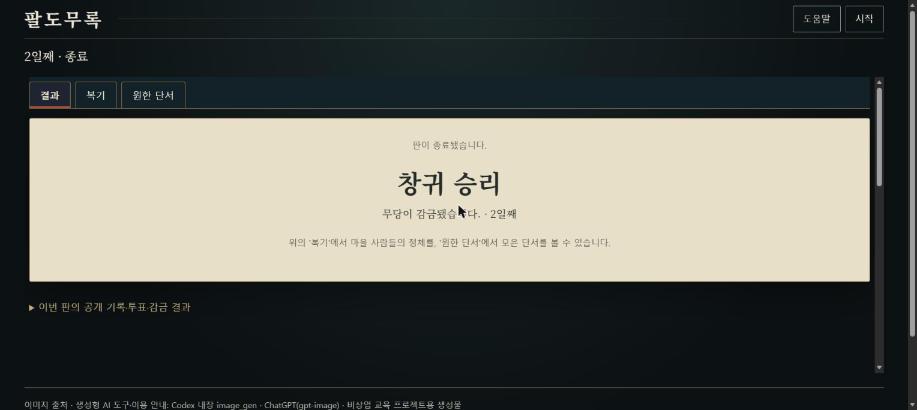 팔도무록
도움말 시작
2일째 · 종료
결과 복기 원한 단서
판이 종료됐습니다.
창귀 승리
무당이 감금됐습니다. · 2일째
위의 '복기'에서 마을 사람들의 정체를, '원한 단서'에서 모은 단서를 볼 수 있습니다.
▶ 이번 판의 공개 기록·투표·감금 결과
이미지 출처 · 생성형 AI 도구·이용 안내: Codex 내장 image_gen · ChatGPT(gpt-image) · 비상업 교육 프로젝트용 생성물